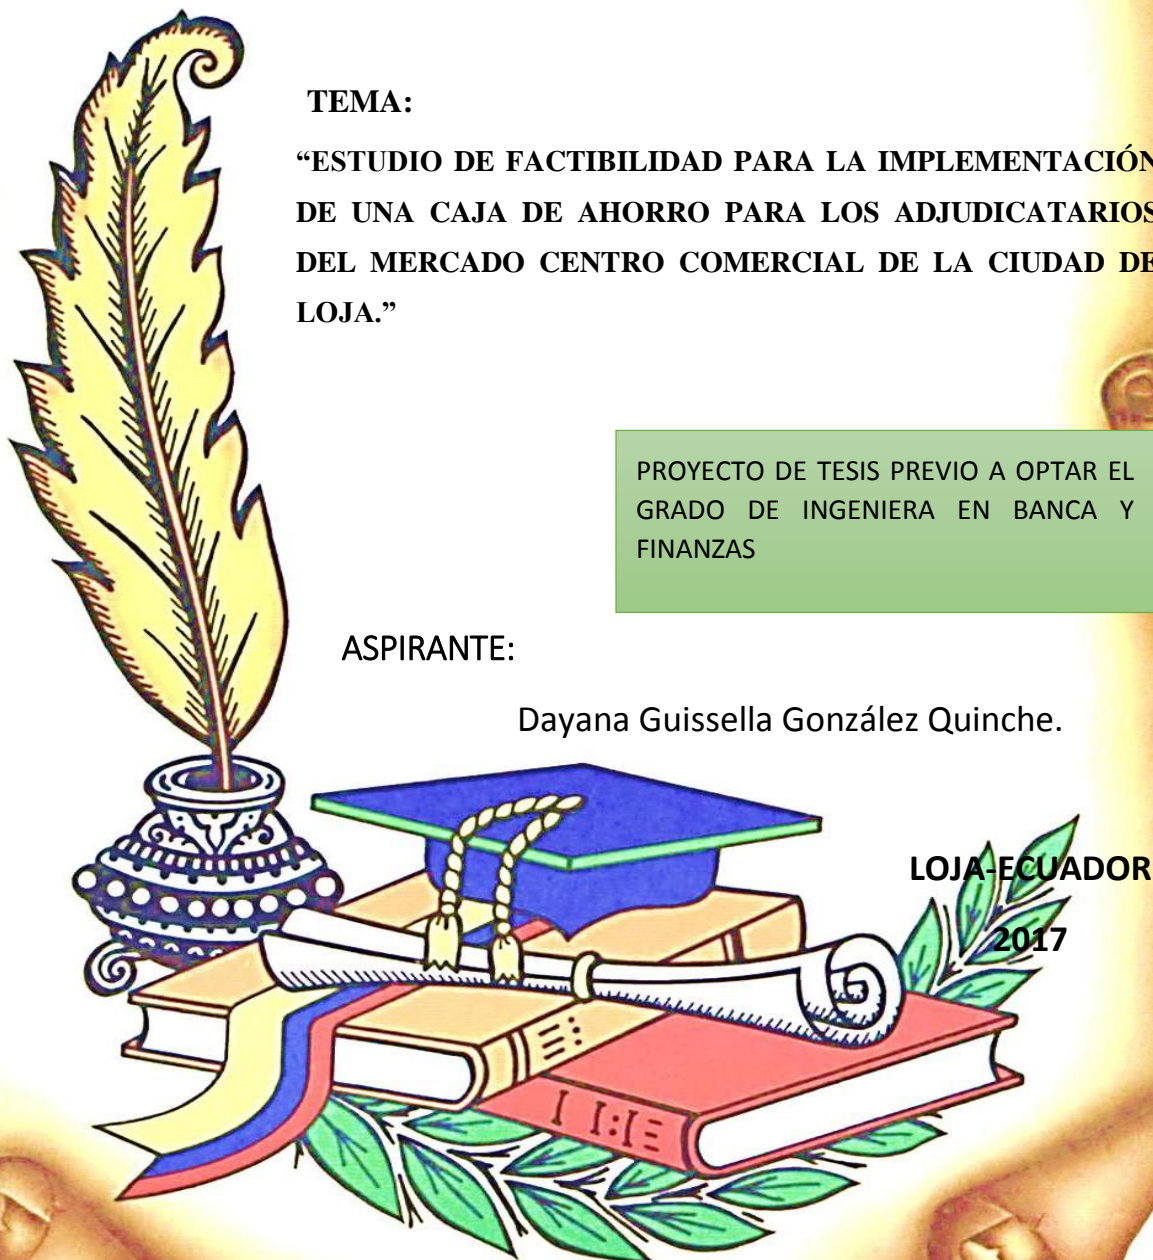 TEMA:
“ESTUDIO DE FACTIBILIDAD PARA LA IMPLEMENTACIÓN
DE UNA CAJA DE AHORRO PARA LOS ADJUDICATARIOS
DEL MERCADO CENTRO COMERCIAL DE LA CIUDAD DE
LOJA.”
PROYECTO DE TESIS PREVIO A OPTAR EL
GRADO DE INGENIERA EN BANCA Y
FINANZAS
ASPIRANTE:
Dayana Guissella González Quinche.
LOJA-ECUADOR
2017